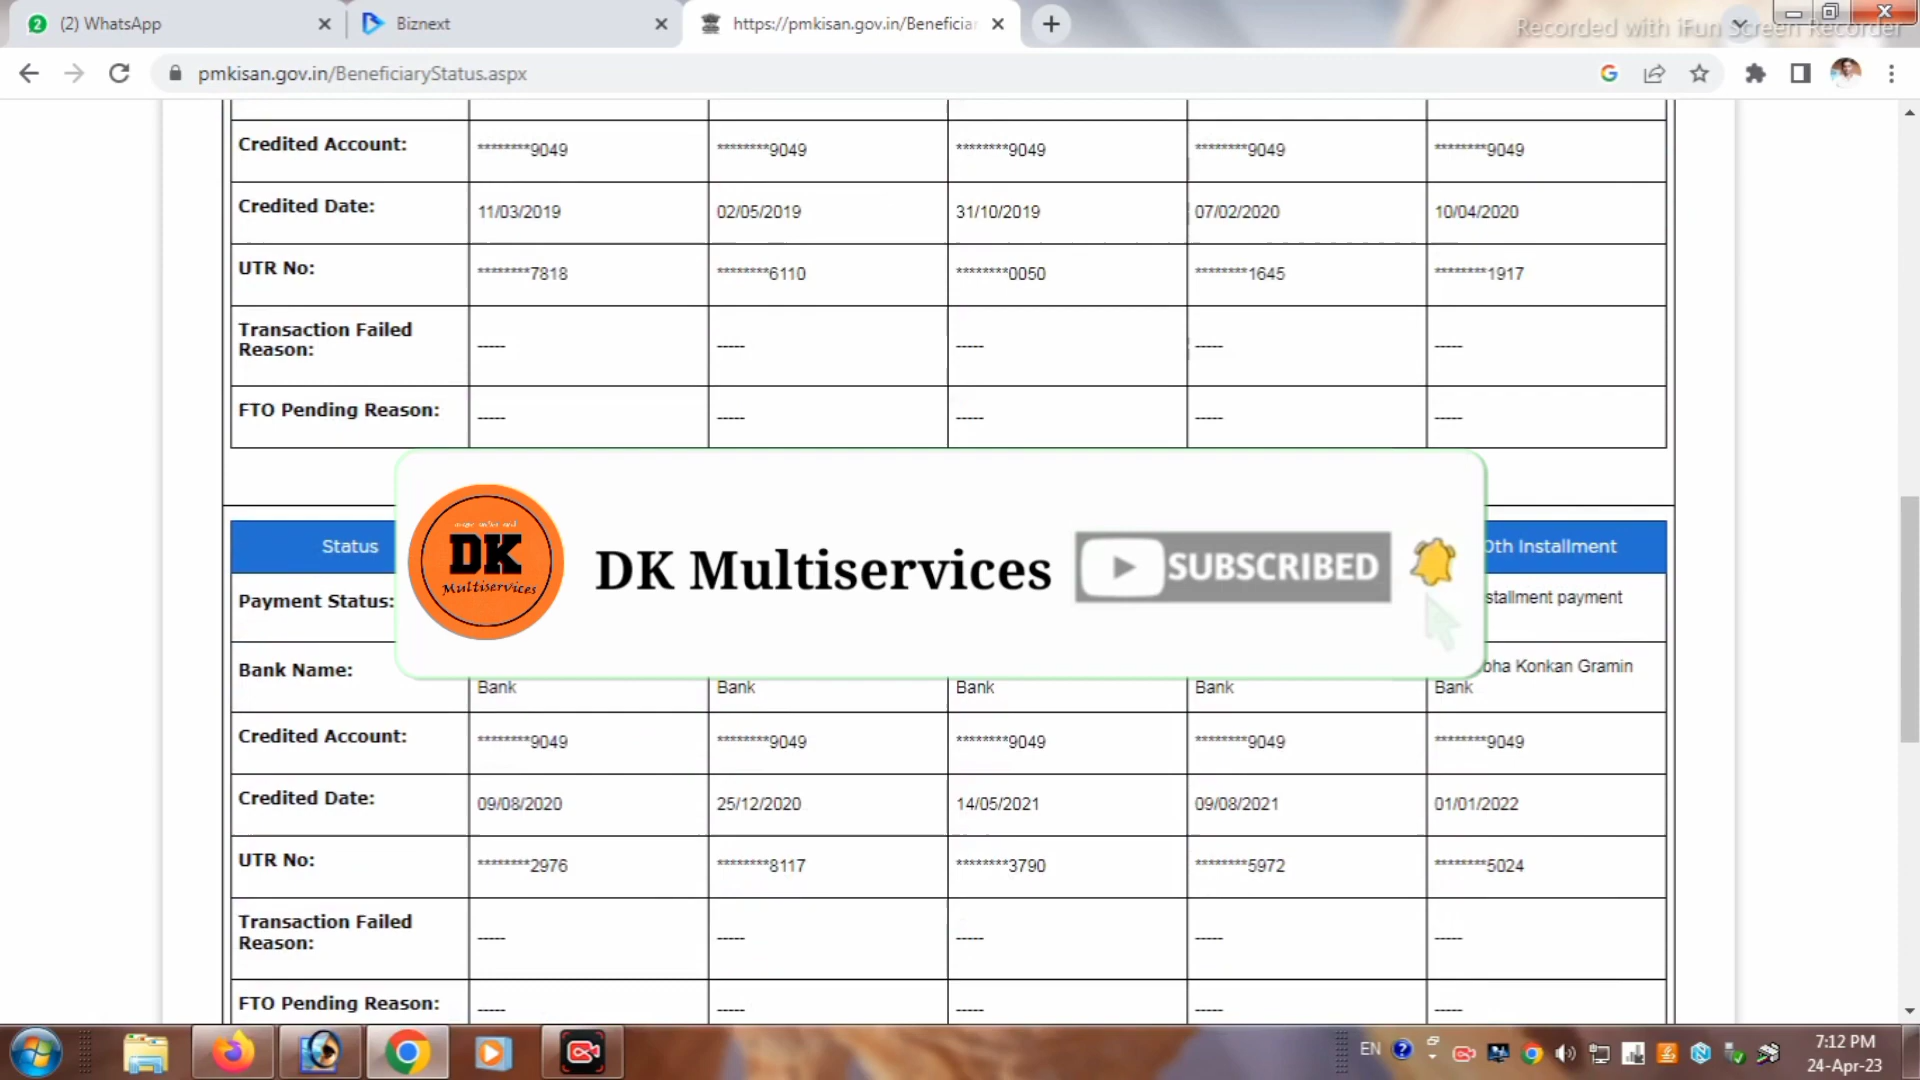 (2) WhatsApp
Biznext
https://pmkisan.gov.in/Beneficiar
Recorded with iFun Screen Recorder
pmkisan.gov.in/BeneficiaryStatus.aspx
Credited Account: ********9049 ********9049 ********9049 ********9049 ********9049
Credited Date: 11/03/2019 02/05/2019 31/10/2019 07/02/2020 10/04/2020
UTR No: ********7818 ********6110 ********0050 ********1645 ********1917
Transaction Failed
Reason: ----- ----- ----- ----- -----
FTO Pending Reason: ----- ----- ----- ----- -----
Status
0th Installment
DK
Multiservices
DK Multiservices
SUBSCRIBED
Payment Status:
stallment payment
Bank Name:
Konkan Gramin
Bank Bank Bank Bank Bank
Credited Account: ********9049 ********9049 ********9049 ********9049 ********9049
Credited Date: 09/08/2020 25/12/2020 14/05/2021 09/08/2021 01/01/2022
UTR No: ********2976 ********8117 ********3790 ********5972 ********5024
Transaction Failed
Reason: ----- ----- ----- ----- -----
FTO Pending Reason: ----- ----- ----- ----- -----
EN
7:12 PM
24-Apr-23